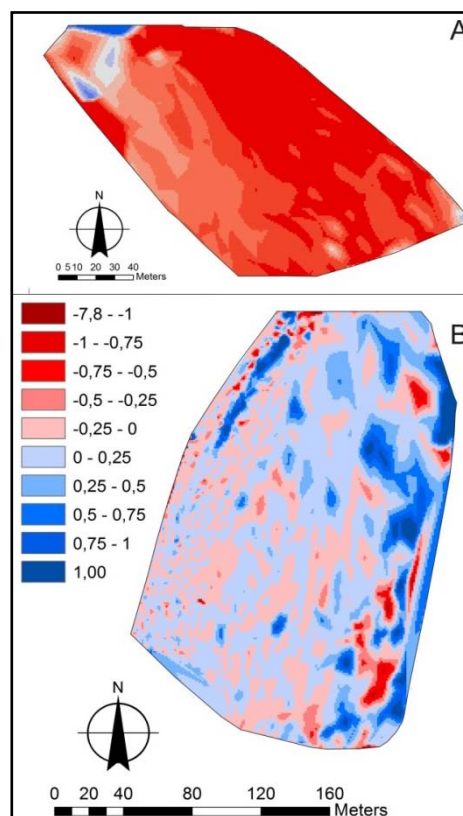 A
N
0 5 10 20 30 40
Meters
B
-7,8 - -1
-1 - -0,75
-0,75 - -0,5
-0,5 - -0,25
-0,25 - 0
0 - 0,25
0,25 - 0,5
0,5 - 0,75
0,75 - 1
1,00
N
0 20 40 80 120 160
Meters